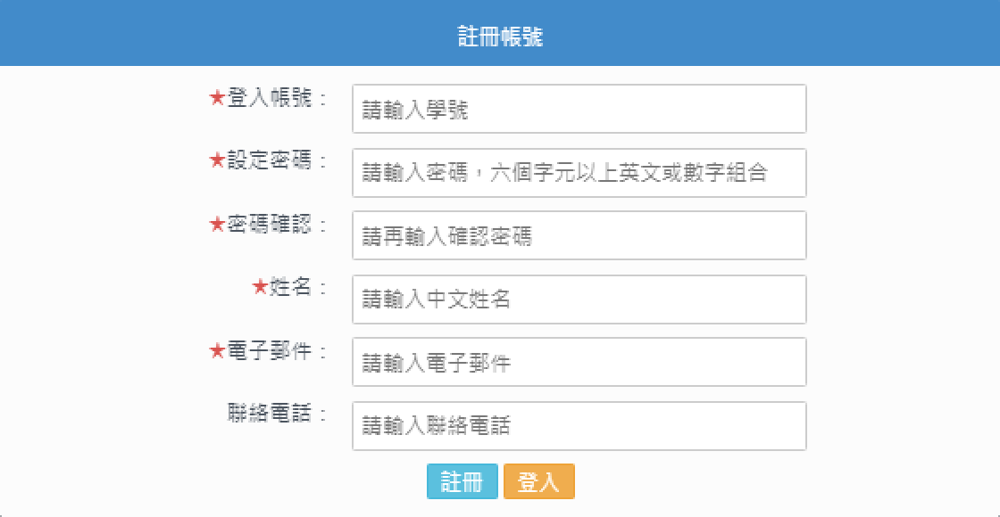 註冊帳號
★登入帳號： 請輸入學號
★設定密碼： 請輸入密碼，六個字元以上英文或數字組合
★密碼確認： 請再輸入確認密碼
★姓名： 請輸入中文姓名
★電子郵件： 請輸入電子郵件
聯絡電話： 請輸入聯絡電話
註冊 登入